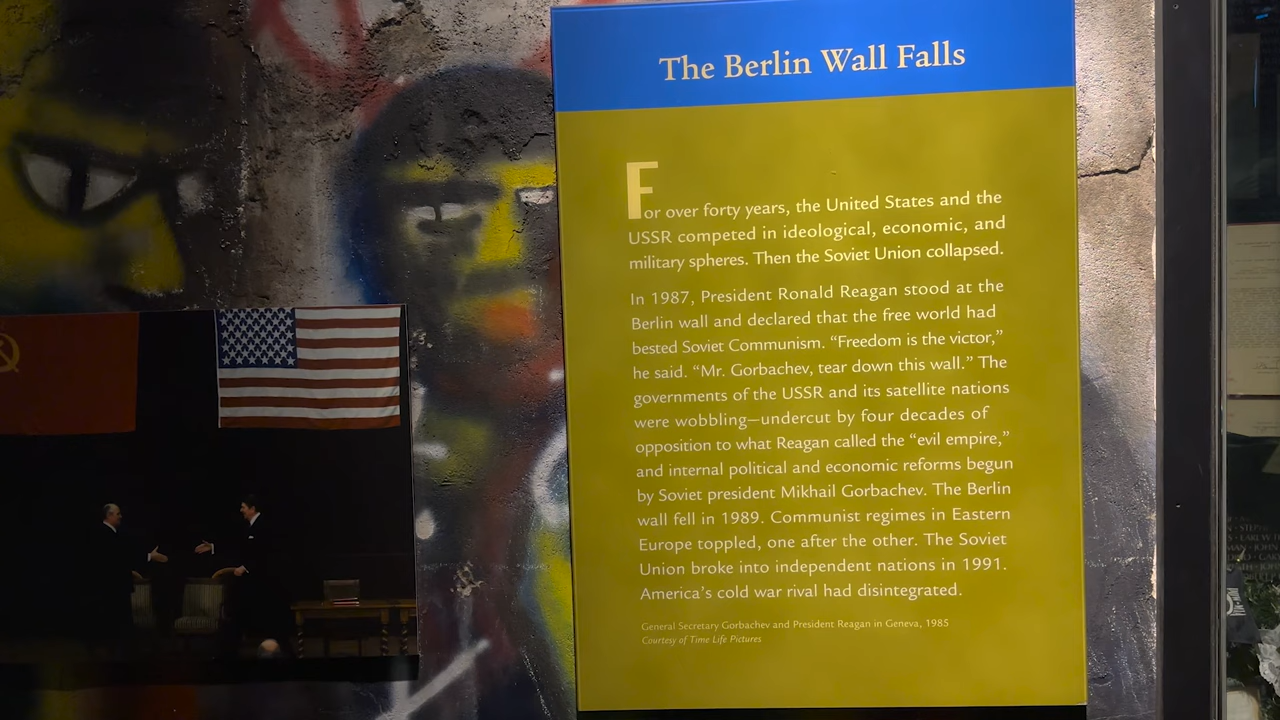 The Berlin Wall Falls
For over forty years, the United States and the
USSR competed in ideological, economic, and
military spheres. Then the Soviet Union collapsed.
In 1987, President Ronald Reagan stood at the
Berlin wall and declared that the free world had
bested Soviet Communism. “Freedom is the victor,”
he said. “Mr. Gorbachev, tear down this wall.” The
governments of the USSR and its satellite nations
were wobbling—undercut by four decades of
opposition to what Reagan called the “evil empire,”
and internal political and economic reforms begun
by Soviet president Mikhail Gorbachev. The Berlin
wall fell in 1989. Communist regimes in Eastern
Europe toppled, one after the other. The Soviet
Union broke into independent nations in 1991.
America’s cold war rival had disintegrated.
General Secretary Gorbachev and President Reagan in Geneva, 1985
Courtesy of Time Life Pictures